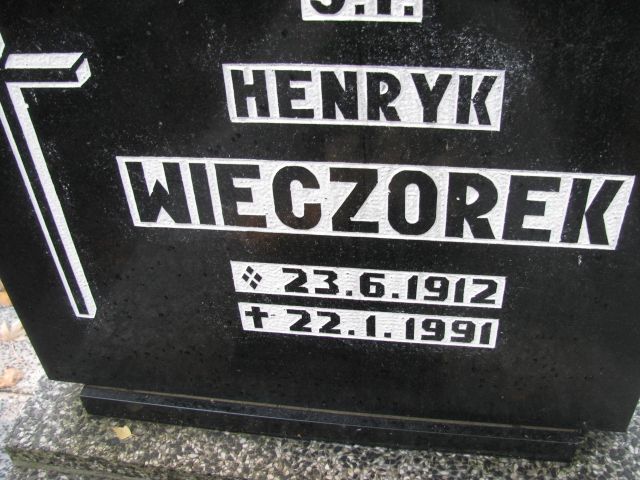 Ś.P.
HENRYK
WIECZOREK
23.6.1912
✝ 22.1.1991